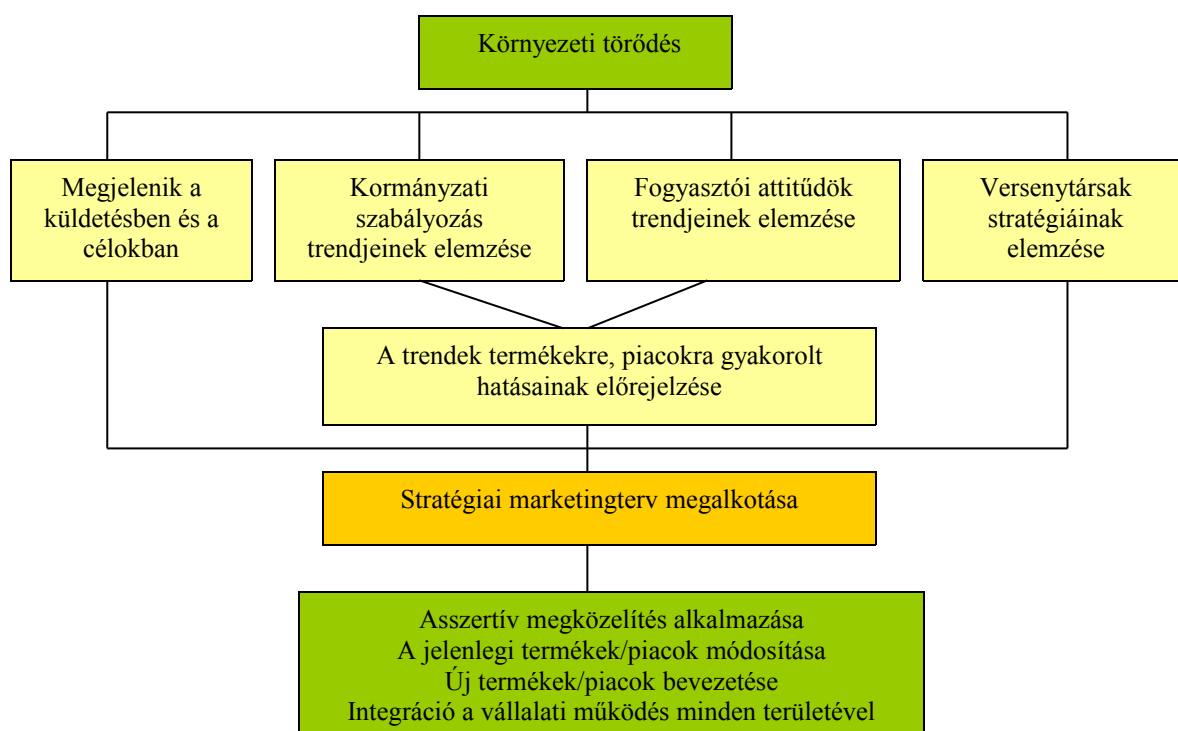 Környezeti törődés
Megjelenik a
küldetésben és a
célokban
Kormányzati
szabályozás
trendjeinek elemzése
Fogyasztói attitűdök
trendjeinek elemzése
Versenytársak
stratégiáinak
elemzése
A trendek termékekre, piacokra gyakorolt
hatásainak előrejelzése
Stratégiai marketingterv megalkotása
Asszertív megközelítés alkalmazása
A jelenlegi termékek/piacok módosítása
Új termékek/piacok bevezetése
Integráció a vállalati működés minden területével